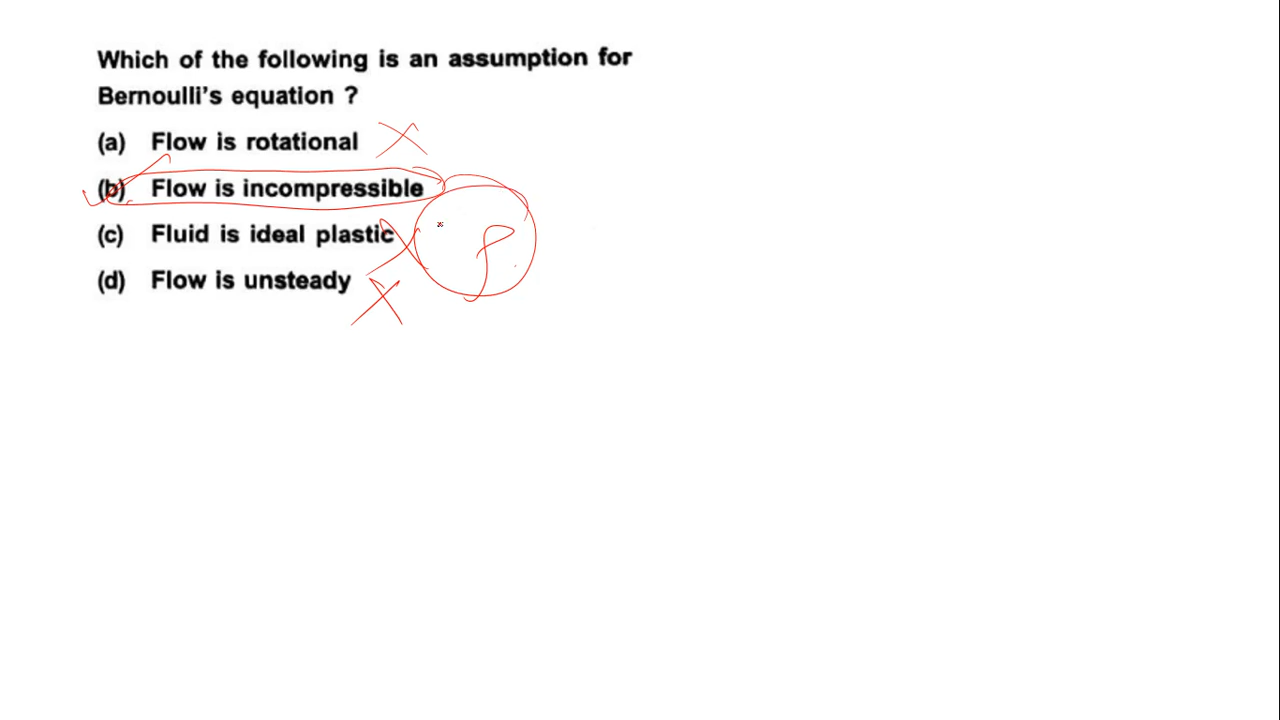 Which of the following is an assumption for
Bernoulli's equation ?
(a) Flow is rotational
(b) Flow is incompressible
(c) Fluid is ideal plastic
(d) Flow is unsteady
ρ